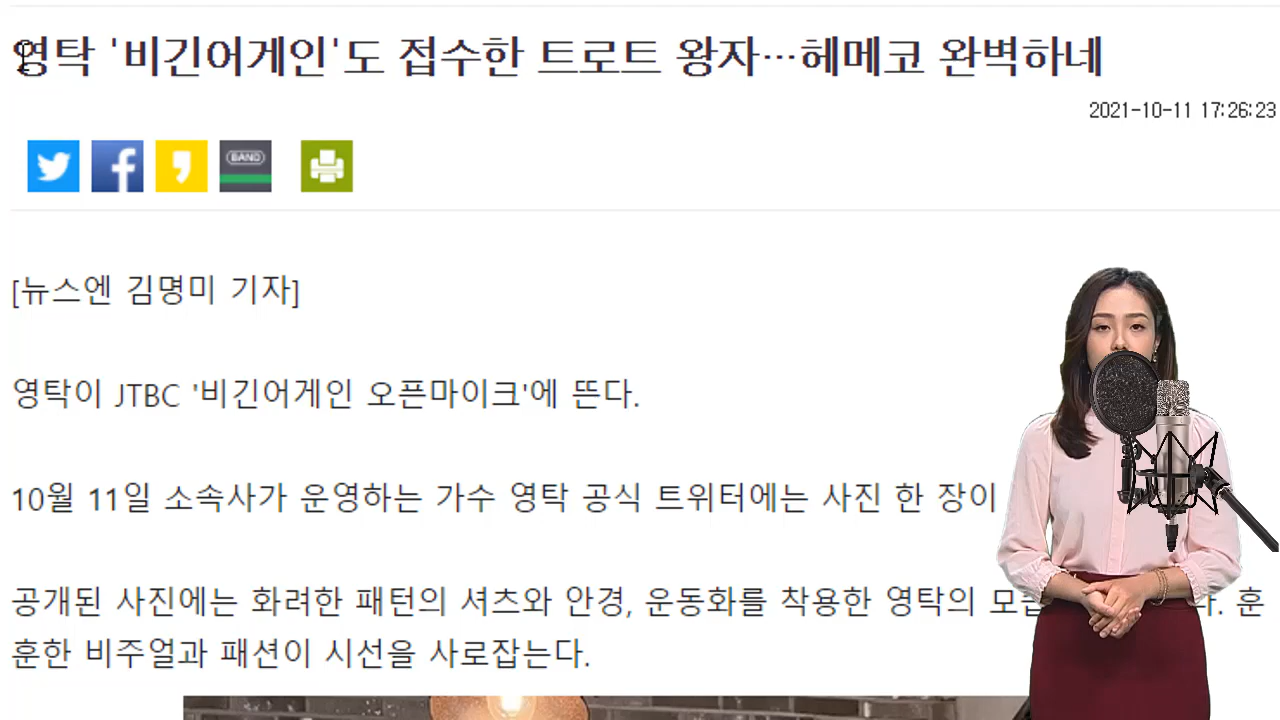 영탁 '비긴어게인'도 접수한 트로트 왕자…헤메코 완벽하네
2021-10-11 17:26:23
BAND
[뉴스엔 김명미 기자]
영탁이 JTBC '비긴어게인 오픈마이크'에 뜬다.
10월 11일 소속사가 운영하는 가수 영탁 공식 트위터에는 사진 한 장이
공개된 사진에는 화려한 패턴의 셔츠와 안경, 운동화를 착용한 영탁의 다. 훈
훈한 비주얼과 패션이 시선을 사로잡는다.